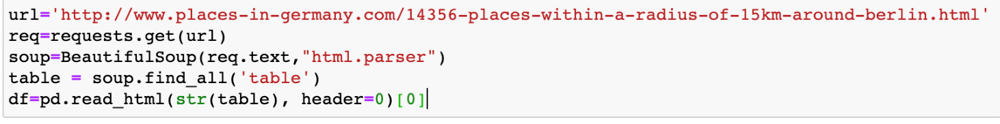 url='http://www.places-in-germany.com/14356-places-within-a-radius-of-15km-around-berlin.html'
req=requests.get(url)
soup=BeautifulSoup(req.text,"html.parser")
table = soup.find_all('table')
df=pd.read_html(str(table), header=0)[0]